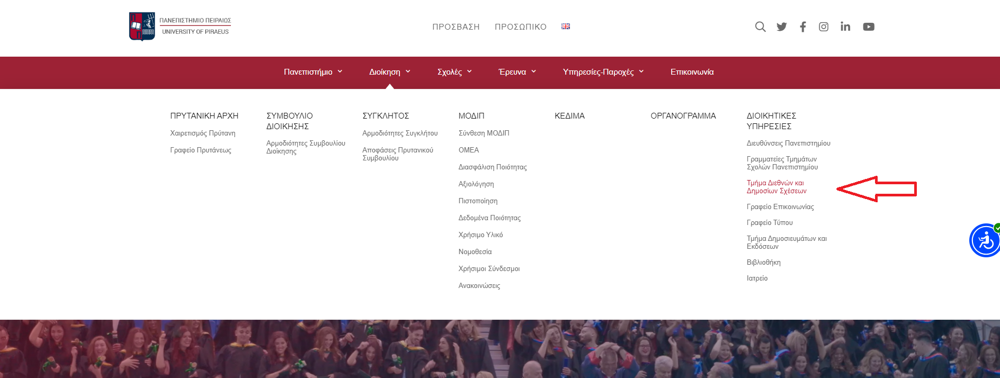 ΠΑΝΕΠΙΣΤΗΜΙΟ ΠΕΙΡΑΙΩΣ
UNIVERSITY OF PIRAEUS
ΠΡΟΣΒΑΣΗ ΠΡΟΣΩΠΙΚΟ
Πανεπιστήμιο Διοίκηση Σχολές Έρευνα Υπηρεσίες-Παροχές Επικοινωνία
ΠΡΥΤΑΝΙΚΗ ΑΡΧΗ
Χαιρετισμός Πρύτανη
Γραφείο Πρυτάνεως
ΣΥΜΒΟΥΛΙΟ
ΔΙΟΙΚΗΣΗΣ
Αρμοδιότητες Συμβουλίου
Διοίκησης
ΣΥΓΚΛΗΤΟΣ
Αρμοδιότητες Συγκλήτου
Αποφάσεις Πρυτανικού
Συμβουλίου
ΜΟΔΙΠ
Σύνθεση ΜΟΔΙΠ
ΟΜΕΑ
Διασφάλιση Ποιότητας
Αξιολόγηση
Πιστοποίηση
Δεδομένα Ποιότητας
Χρήσιμο Υλικό
Νομοθεσία
Χρήσιμοι Σύνδεσμοι
Ανακοινώσεις
ΚΕΔΙΜΑ
ΟΡΓΑΝΟΓΡΑΜΜΑ
ΔΙΟΙΚΗΤΙΚΕΣ
ΥΠΗΡΕΣΙΕΣ
Διευθύνσεις Πανεπιστημίου
Γραμματείες Τμημάτων
Σχολών Πανεπιστημίου
Τμήμα Διεθνών και
Δημοσίων Σχέσεων
Γραφείο Επικοινωνίας
Γραφείο Τύπου
Τμήμα Δημοσιευμάτων και
Εκδόσεων
Βιβλιοθήκη
Ιατρείο